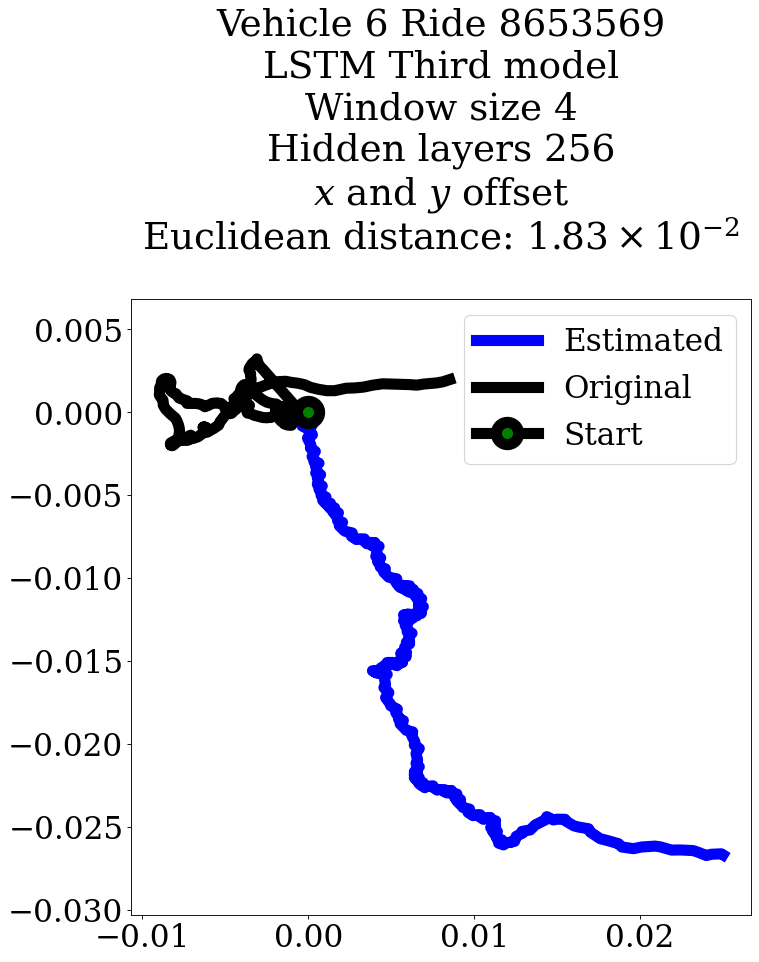 Vehicle 6 Ride 8653569
LSTM Third model
Window size 4
Hidden layers 256
x and y offset
Euclidean distance: 1.83 × 10⁻²
Estimated
Original
Start
0.005
0.000
−0.005
−0.010
−0.015
−0.020
−0.025
−0.030
−0.01 0.00 0.01 0.02